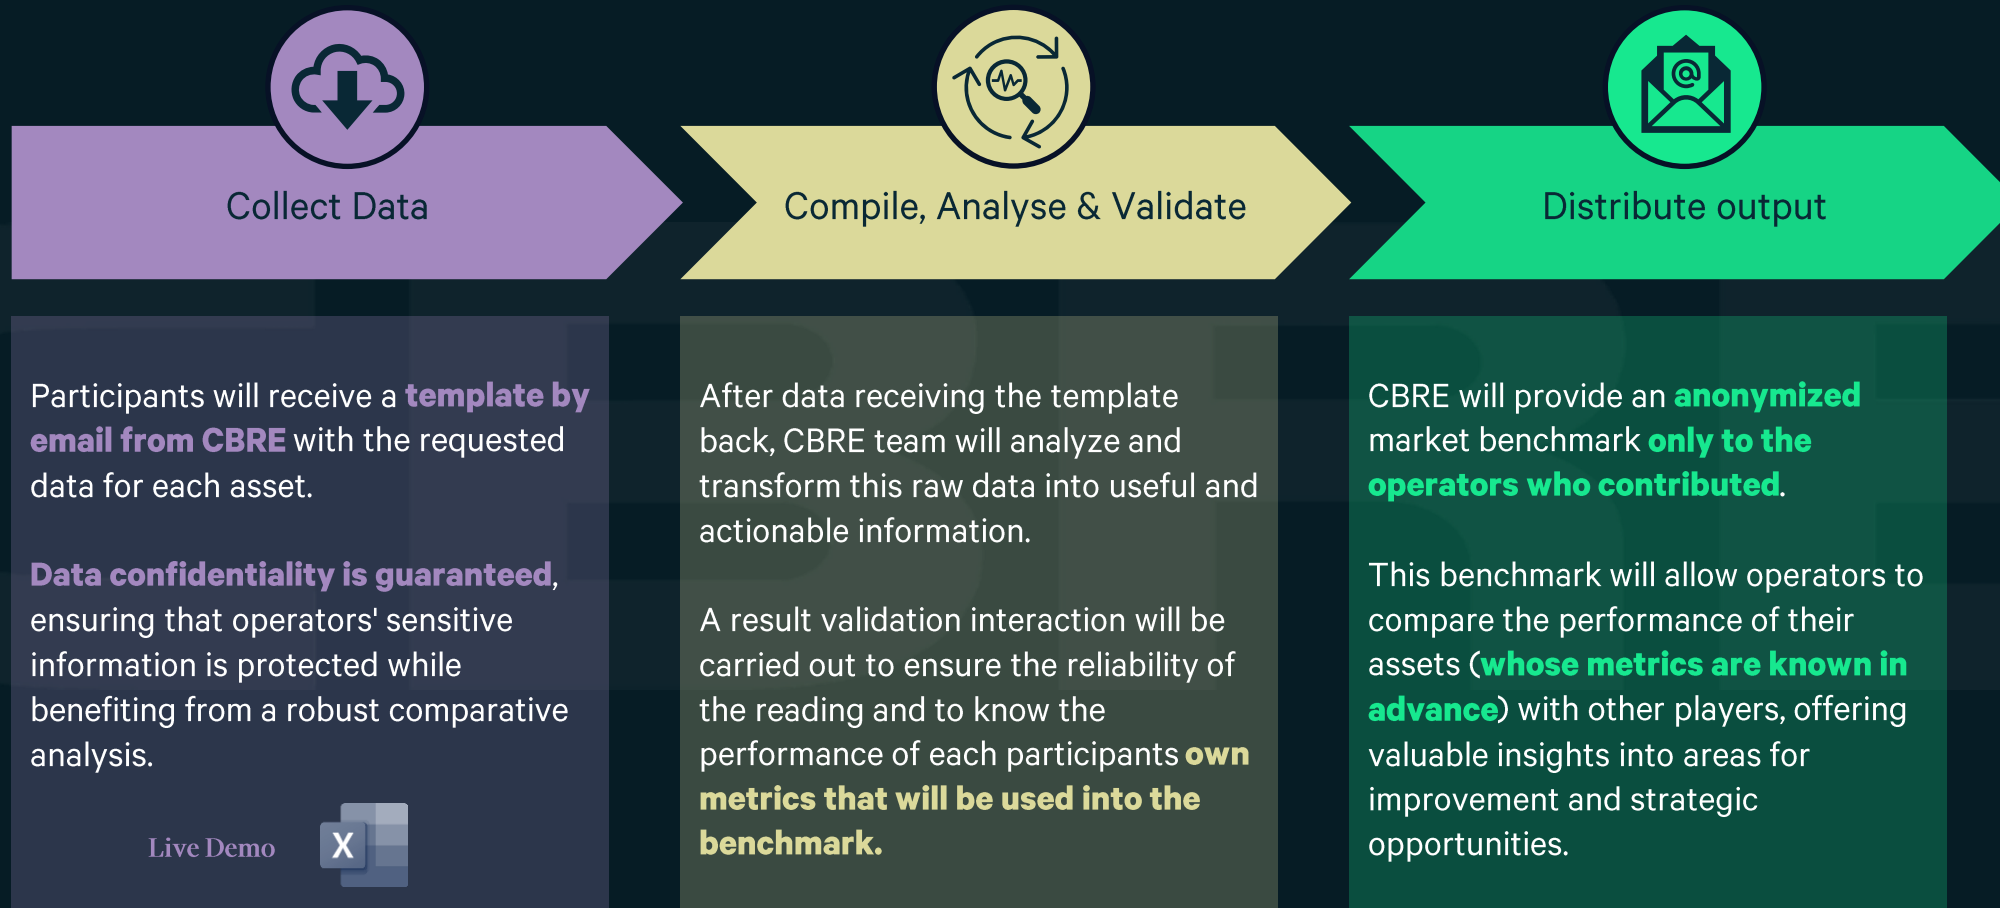 Collect Data
Participants will receive a template by
email from CBRE with the requested
data for each asset.
Data confidentiality is guaranteed,
ensuring that operators' sensitive
information is protected while
benefiting from a robust comparative
analysis.
Live Demo
X
Compile, Analyse & Validate
After data receiving the template
back, CBRE team will analyze and
transform this raw data into useful and
actionable information.
A result validation interaction will be
carried out to ensure the reliability of
the reading and to know the
performance of each participants own
metrics that will be used into the
benchmark.
@
Distribute output
CBRE will provide an anonymized
market benchmark only to the
operators who contributed.
This benchmark will allow operators to
compare the performance of their
assets (whose metrics are known in
advance) with other players, offering
valuable insights into areas for
improvement and strategic
opportunities.
CBRE